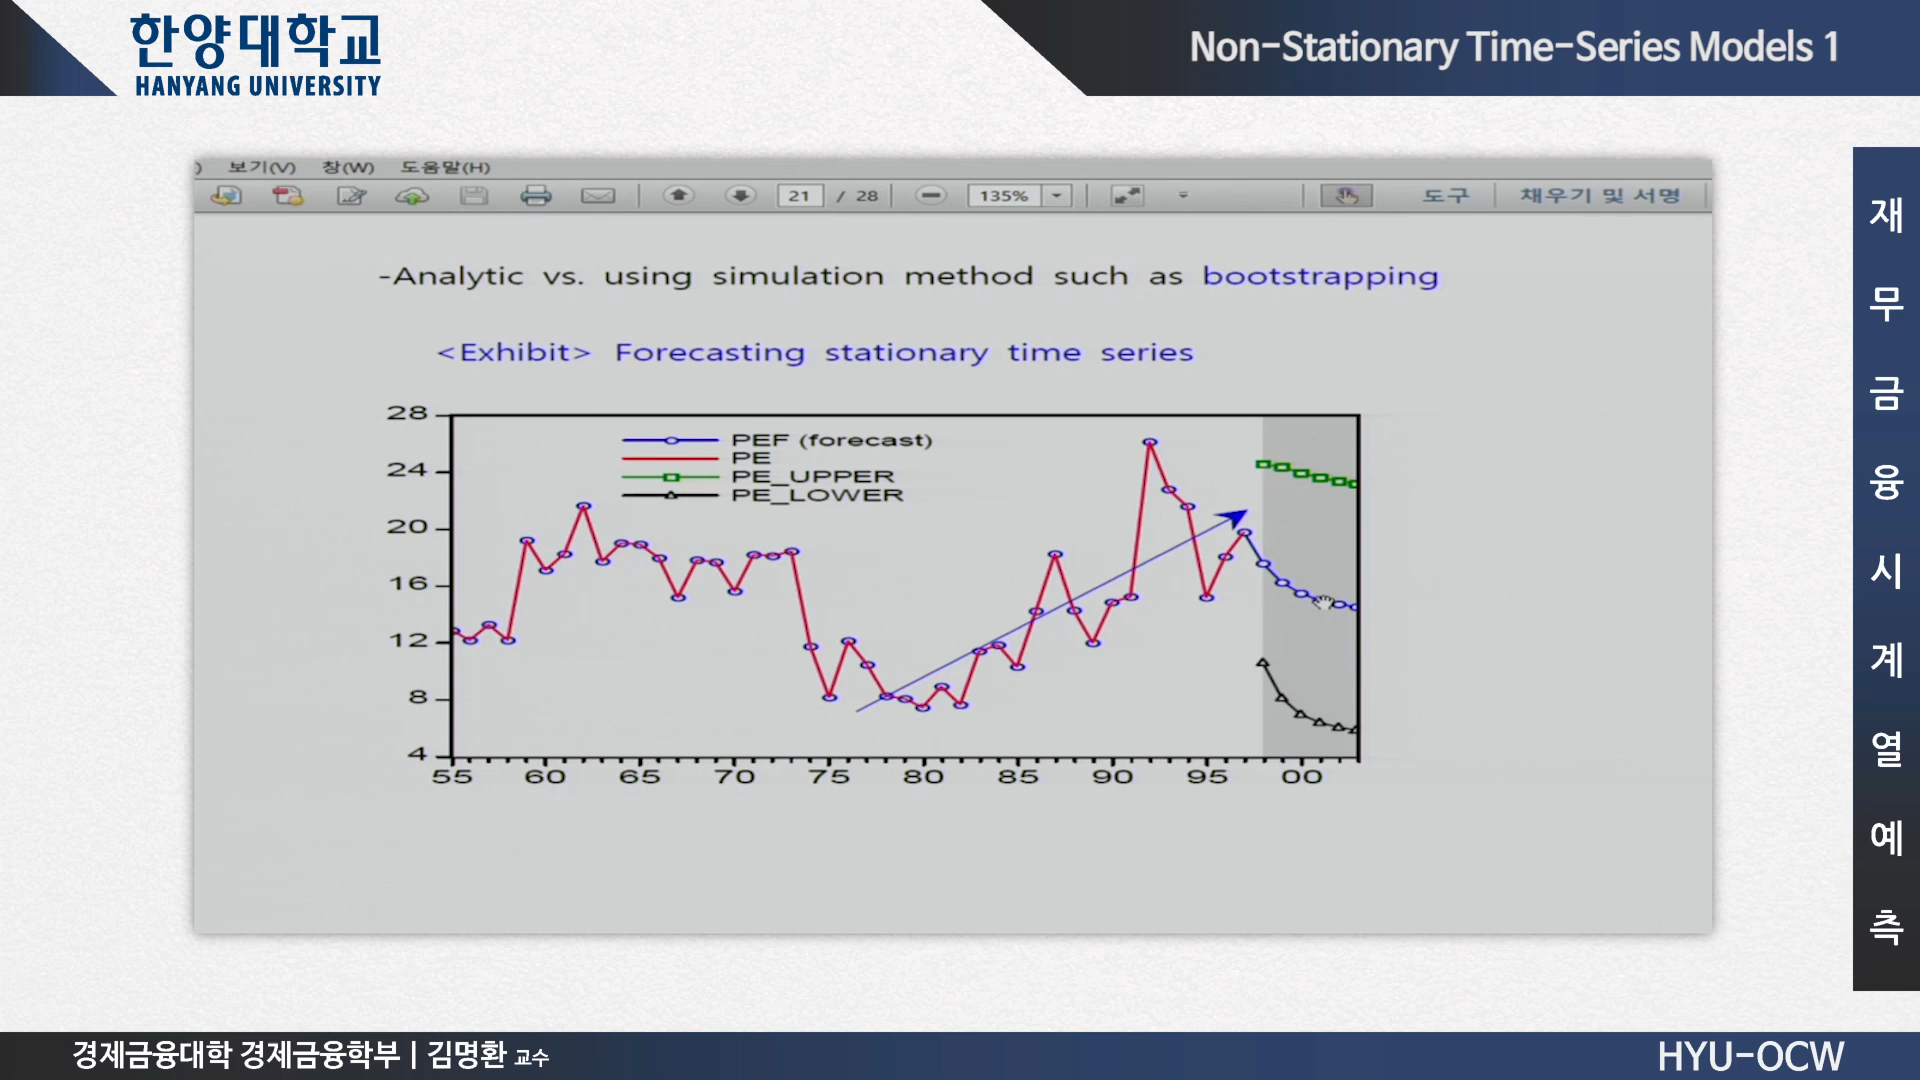 한양대학교
HANYANG UNIVERSITY
Non-Stationary Time-Series Models 1
) 보기(V) 창(W) 도움말(H)
21 / 28 135% 도구 채우기 및 서명
-Analytic vs. using simulation method such as bootstrapping
<Exhibit> Forecasting stationary time series
28
24
20
16
12
8
4
PEF (forecast)
PE
PE_UPPER
PE_LOWER
55 60 65 70 75 80 85 90 95 00
재
무
금
융
시
계
열
예
측
경제금융대학 경제금융학부 | 김명환 교수
HYU-OCW